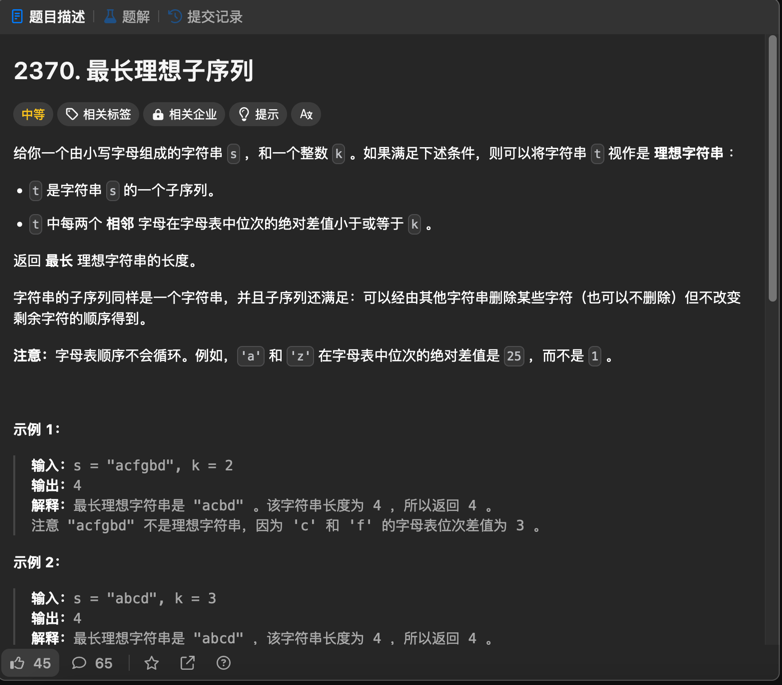 题目描述 | 题解 | 提交记录
2370. 最长理想子序列
中等 相关标签 相关企业 提示 Aあ
给你一个由小写字母组成的字符串 s ，和一个整数 k 。如果满足下述条件，则可以将字符串 t 视作是 理想字符串 ：
• t 是字符串 s 的一个子序列。
• t 中每两个 相邻 字母在字母表中位次的绝对差值小于或等于 k 。
返回 最长 理想字符串的长度。
字符串的子序列同样是一个字符串，并且子序列还满足：可以经由其他字符串删除某些字符（也可以不删除）但不改变
剩余字符的顺序得到。
注意：字母表顺序不会循环。例如，'a' 和 'z' 在字母表中位次的绝对差值是 25 ，而不是 1 。
示例 1：
输入：s = "acfgbd", k = 2
输出：4
解释：最长理想字符串是 "acbd" 。该字符串长度为 4 ，所以返回 4 。
注意 "acfgbd" 不是理想字符串，因为 'c' 和 'f' 的字母表位次差值为 3 。
示例 2：
输入：s = "abcd", k = 3
输出：4
解释：最长理想字符串是 "abcd" ，该字符串长度为 4 ，所以返回 4 。
45 65